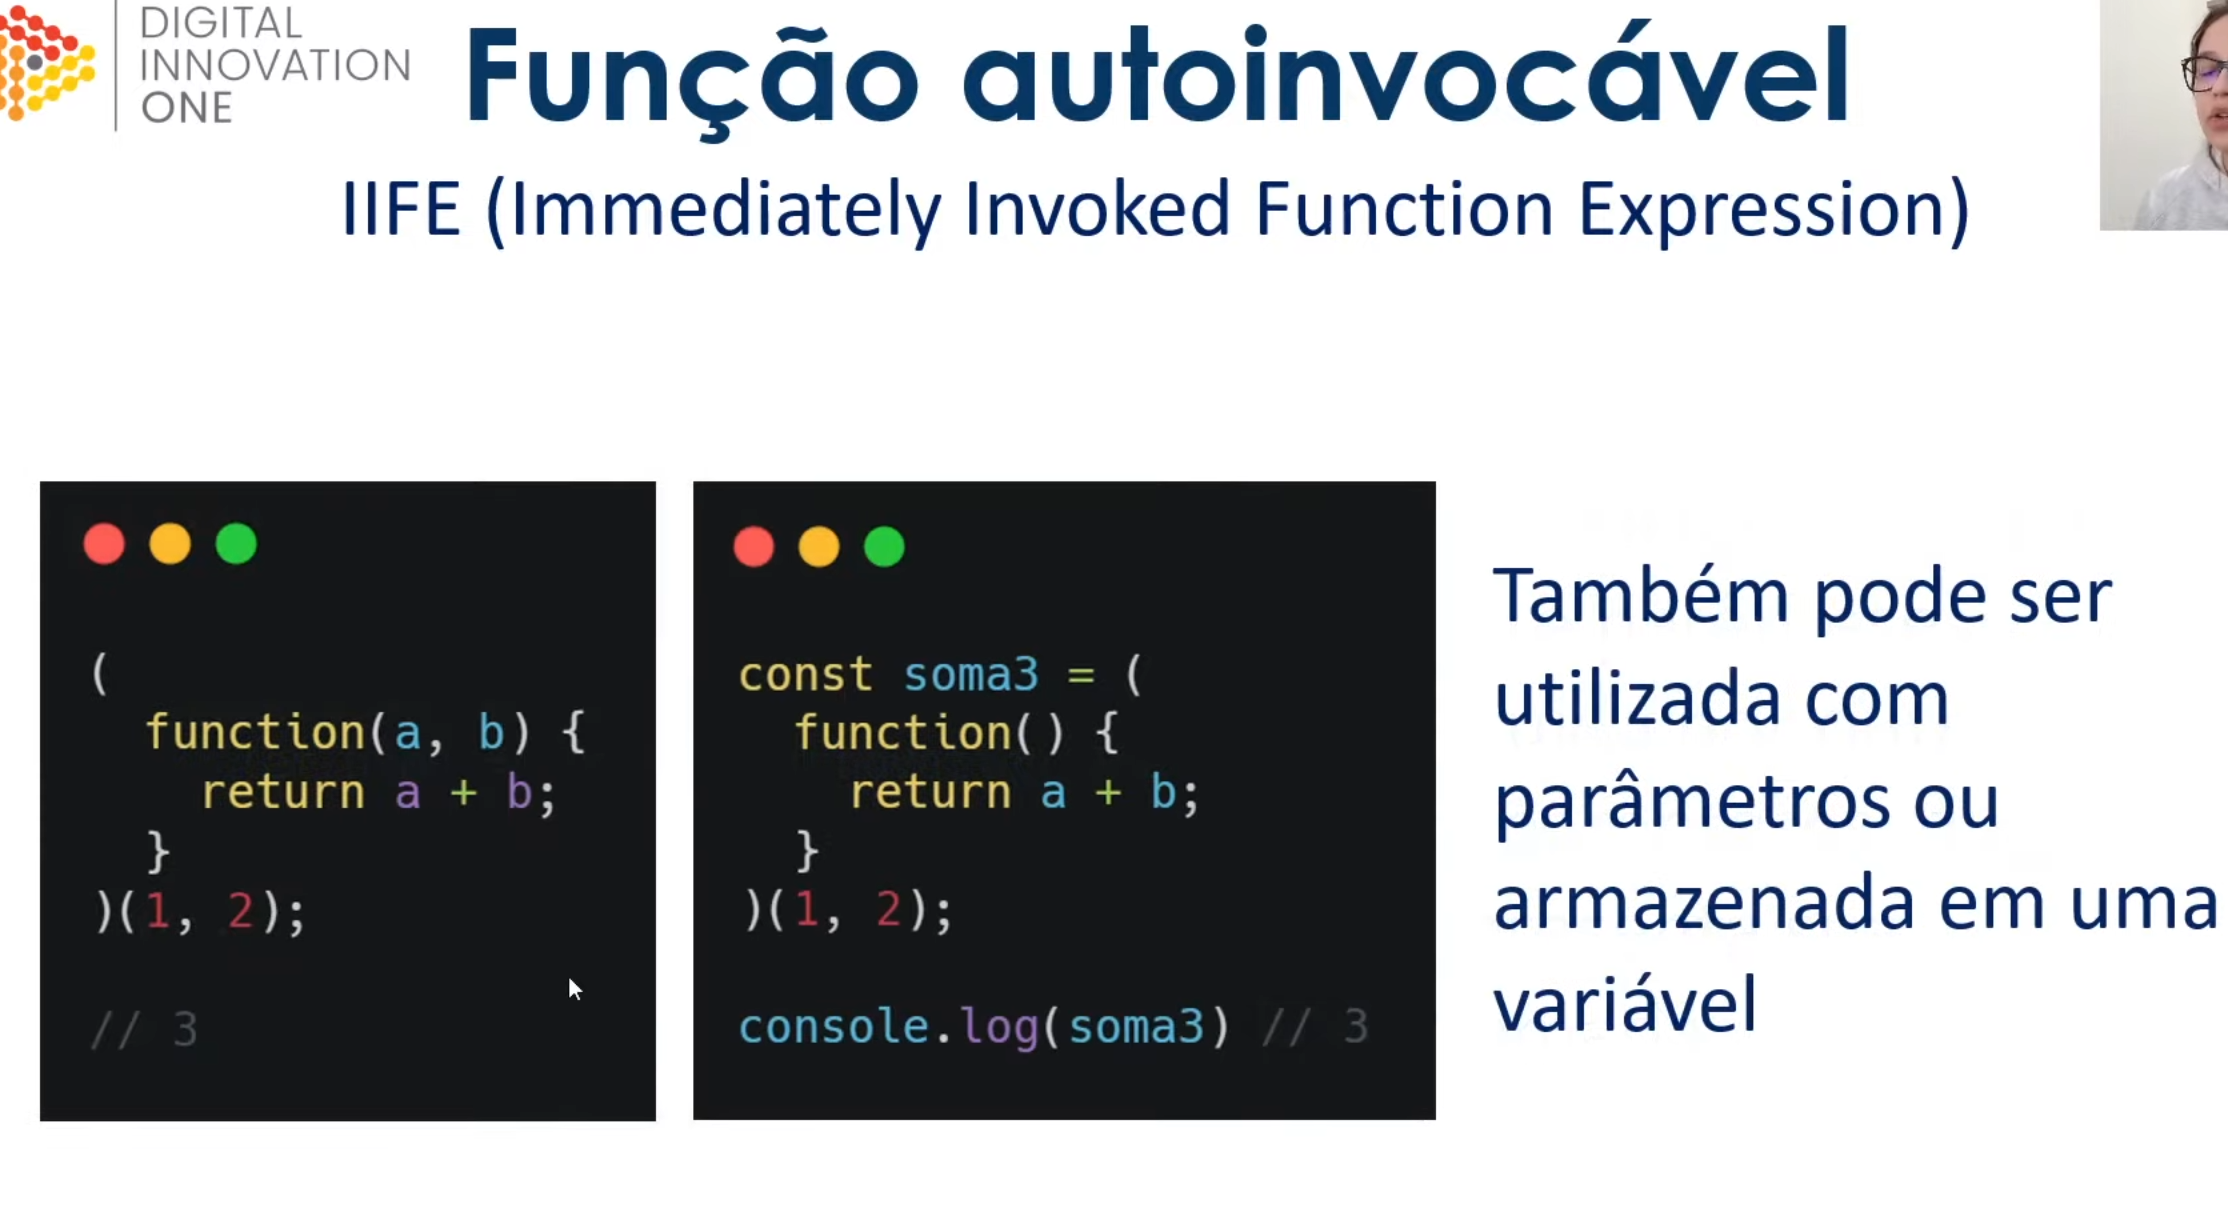 DIGITAL
INNOVATION
ONE
Função autoinvocável
IIFE (Immediately Invoked Function Expression)
(
function(a, b) {
return a + b;
}
)(1, 2);
// 3
const soma3 = (
function() {
return a + b;
}
)(1, 2);
console.log(soma3) // 3
Também pode ser
utilizada com
parâmetros ou
armazenada em uma
variável